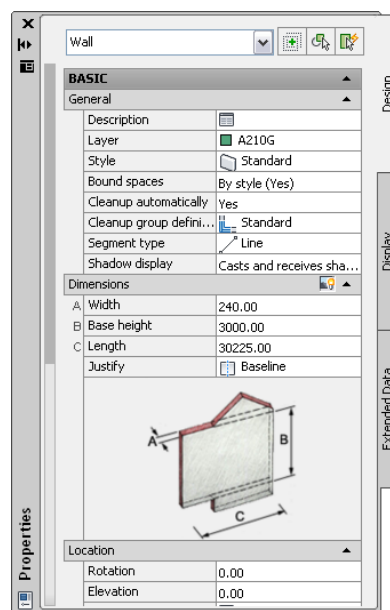 Wall
BASIC
General
Description
Layer A210G
Style Standard
Bound spaces By style (Yes)
Cleanup automatically Yes
Cleanup group defini... Standard
Segment type Line
Shadow display Casts and receives sha...
Dimensions
A Width 240.00
B Base height 3000.00
C Length 30225.00
Justify Baseline
A
B
C
Location
Rotation 0.00
Elevation 0.00
Properties
Design
Display
Extended Data